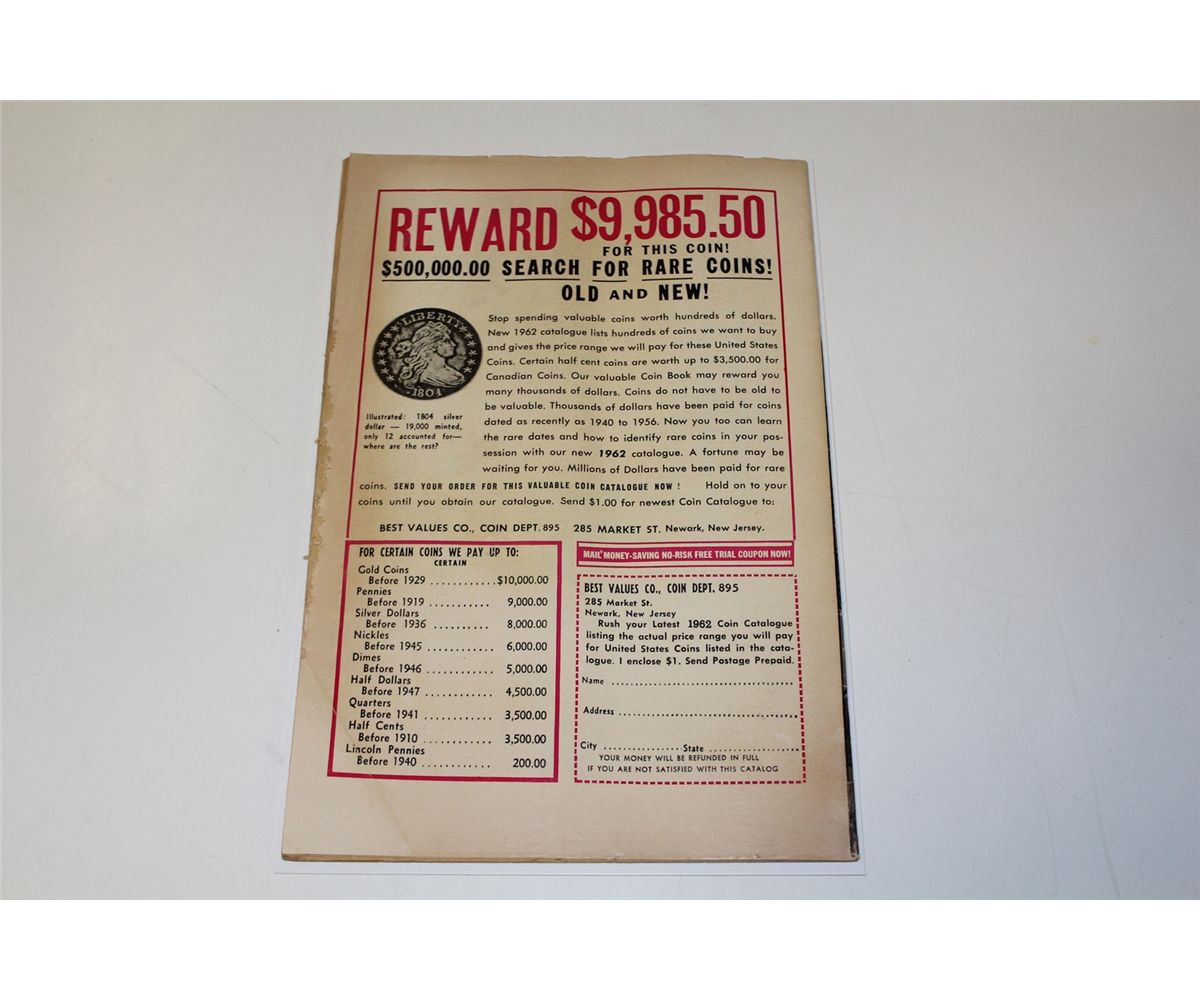 REWARD $9,985.50
FOR THIS COIN!
$500,000.00 SEARCH FOR RARE COINS!
OLD AND NEW!
LIBERTY
1804
Illustrated: 1804 silver
dollar — 19,000 minted,
only 12 accounted for—
where are the rest?
Stop spending valuable coins worth hundreds of dollars.
New 1962 catalogue lists hundreds of coins we want to buy
and gives the price range we will pay for these United States
Coins. Certain half cent coins are worth up to $3,500.00 for
Canadian Coins. Our valuable Coin Book may reward you
many thousands of dollars. Coins do not have to be old to
be valuable. Thousands of dollars have been paid for coins
dated as recently as 1940 to 1956. Now you too can learn
the rare dates and how to identify rare coins in your pos-
session with our new 1962 catalogue. A fortune may be
waiting for you. Millions of Dollars have been paid for rare
coins. SEND YOUR ORDER FOR THIS VALUABLE COIN CATALOGUE NOW ! Hold on to your
coins until you obtain our catalogue. Send $1.00 for newest Coin Catalogue to:
BEST VALUES CO., COIN DEPT. 895 285 MARKET ST. Newark, New Jersey.
FOR CERTAIN COINS WE PAY UP TO:
CERTAIN
Gold Coins
Before 1929 ............$10,000.00
Pennies
Before 1919 ........... 9,000.00
Silver Dollars
Before 1936 .......... 8,000.00
Nickles
Before 1945 ............ 6,000.00
Dimes
Before 1946 ............ 5,000.00
Half Dollars
Before 1947 ............ 4,500.00
Quarters
Before 1941 ............ 3,500.00
Half Cents
Before 1910 ............ 3,500.00
Lincoln Pennies
Before 1940 ............ 200.00
MAIL MONEY-SAVING NO-RISK FREE TRIAL COUPON NOW!
BEST VALUES CO., COIN DEPT. 895
285 Market St.
Newark, New Jersey
Rush your Latest 1962 Coin Catalogue
listing the actual price range you will pay
for United States Coins listed in the cata-
logue. I enclose $1. Send Postage Prepaid.
Name ........................................
Address ........................................
City ................ State ....................
YOUR MONEY WILL BE REFUNDED IN FULL
IF YOU ARE NOT SATISFIED WITH THIS CATALOG